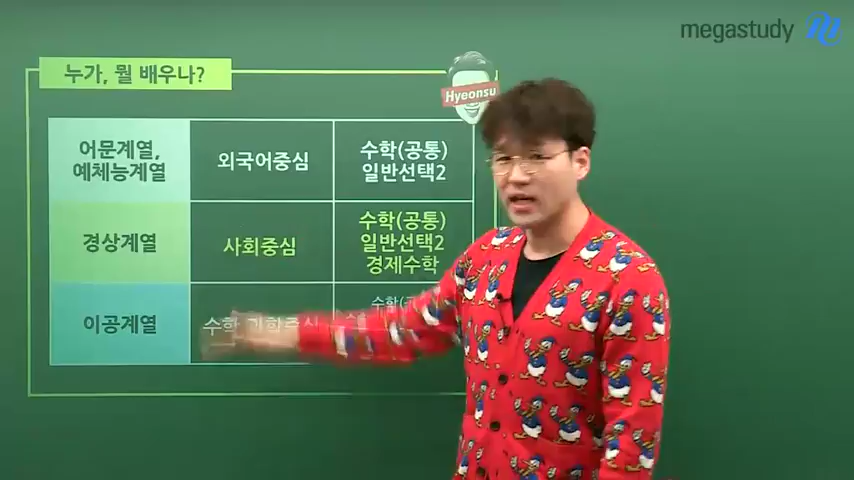 megastudy
누가, 뭘 배우나?
Hyeonsu
어문계열,
예체능계열
외국어중심
수학(공통)
일반선택2
경상계열
사회중심
수학(공통)
일반선택2
경제수학
이공계열
수학